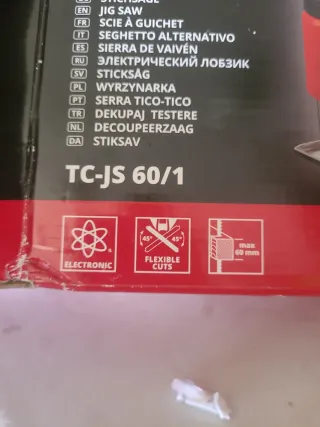 EN JIG SAW
FR SCIE À GUICHET
IT SEGHETTO ALTERNATIVO
ES SIERRA DE VAIVÉN
RU ЭЛЕКТРИЧЕСКИЙ ЛОБЗИК
SV STICKSÅG
PL WYRZYNARKA
PT SERRA TICO-TICO
TR DEKUPAJ TESTERE
NL DECOUPEERZAAG
DA STIKSAV
TC-JS 60/1
ELECTRONIC
45° 45°
FLEXIBLE
CUTS
max
60 mm